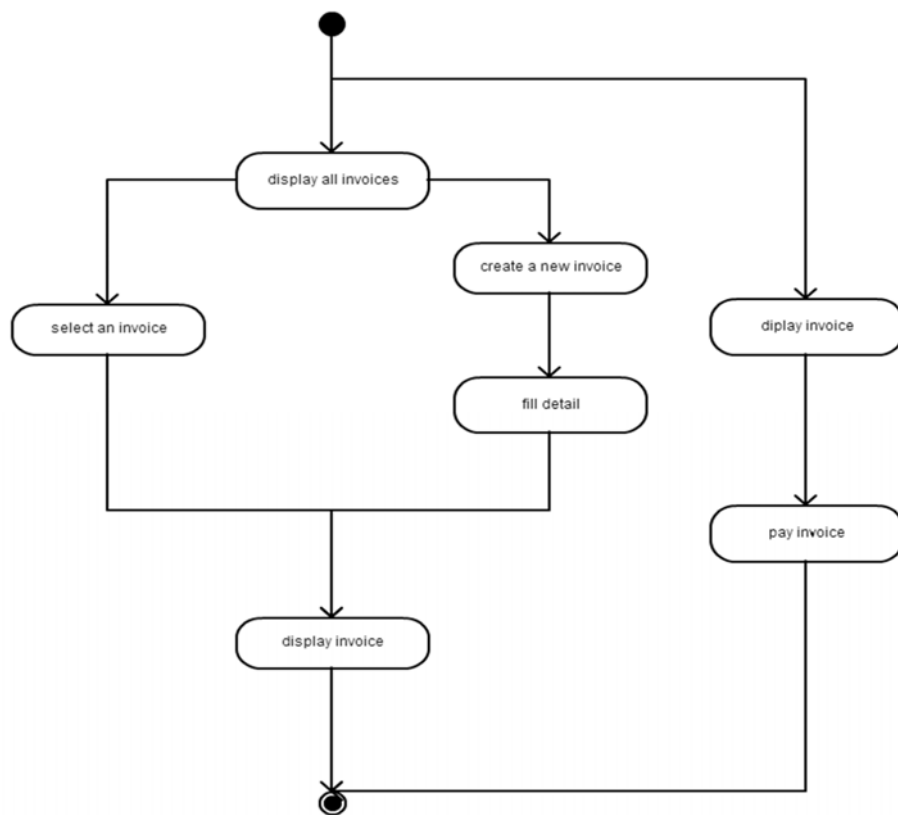 display all invoices
create a new invoice
select an invoice
diplay invoice
fill detail
pay invoice
display invoice